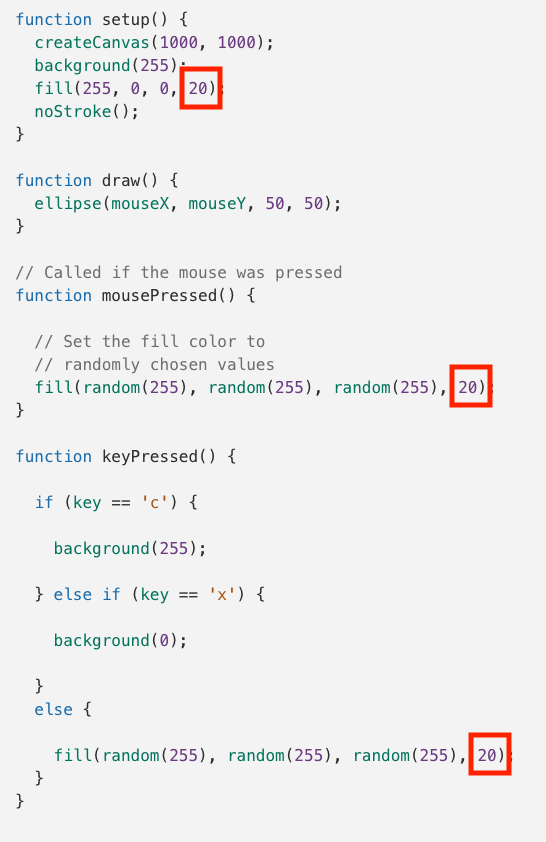 function setup() {
  createCanvas(1000, 1000);
  background(255);
  fill(255, 0, 0, 20);
  noStroke();
}

function draw() {
  ellipse(mouseX, mouseY, 50, 50);
}

// Called if the mouse was pressed
function mousePressed() {

  // Set the fill color to
  // randomly chosen values
  fill(random(255), random(255), random(255), 20);
}

function keyPressed() {

  if (key == 'c') {

    background(255);

  } else if (key == 'x') {

    background(0);

  }
  else {

    fill(random(255), random(255), random(255), 20);
  }
}